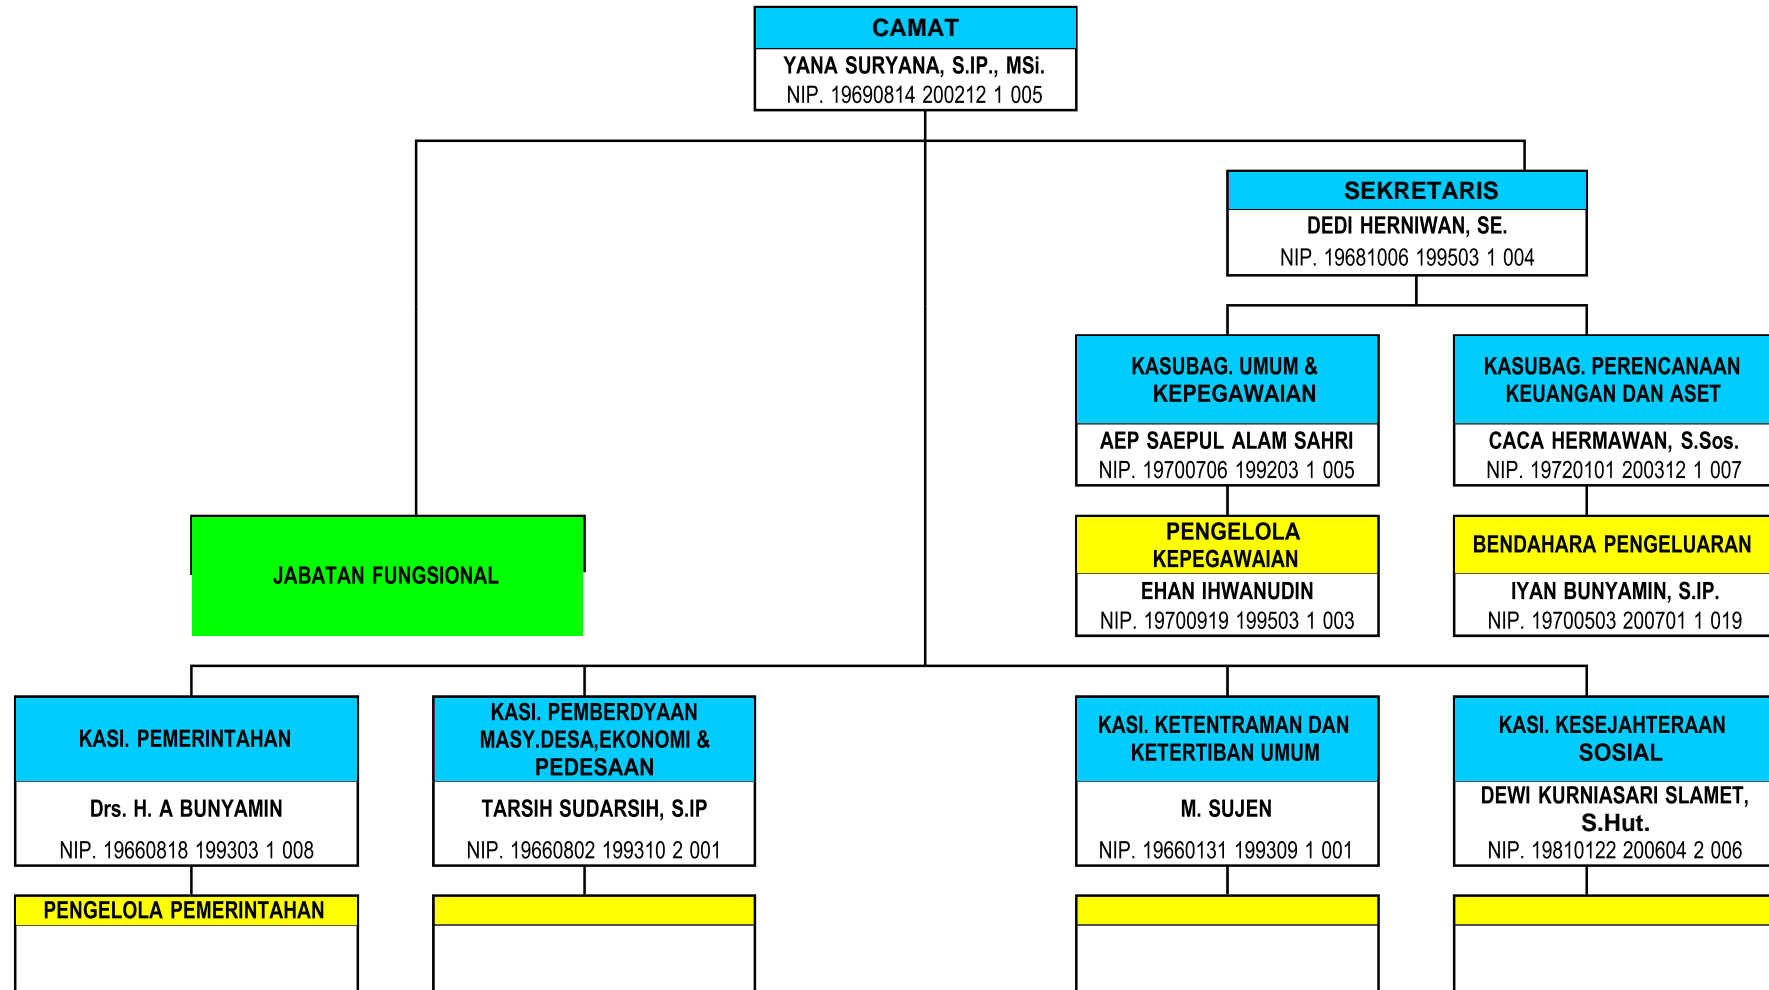 CAMAT
YANA SURYANA, S.IP., MSi.
NIP. 19690814 200212 1 005
SEKRETARIS
DEDI HERNIWAN, SE.
NIP. 19681006 199503 1 004
KASUBAG. UMUM &
KEPEGAWAIAN
AEP SAEPUL ALAM SAHRI
NIP. 19700706 199203 1 005
KASUBAG. PERENCANAAN
KEUANGAN DAN ASET
CACA HERMAWAN, S.Sos.
NIP. 19720101 200312 1 007
JABATAN FUNGSIONAL
PENGELOLA
KEPEGAWAIAN
EHAN IHWANUDIN
NIP. 19700919 199503 1 003
BENDAHARA PENGELUARAN
IYAN BUNYAMIN, S.IP.
NIP. 19700503 200701 1 019
KASI. PEMERINTAHAN
Drs. H. A BUNYAMIN
NIP. 19660818 199303 1 008
PENGELOLA PEMERINTAHAN
KASI. PEMBERDYAAN
MASY.DESA,EKONOMI &
PEDESAAN
TARSIH SUDARSIH, S.IP
NIP. 19660802 199310 2 001
KASI. KETENTRAMAN DAN
KETERTIBAN UMUM
M. SUJEN
NIP. 19660131 199309 1 001
KASI. KESEJAHTERAAN
SOSIAL
DEWI KURNIASARI SLAMET,
S.Hut.
NIP. 19810122 200604 2 006